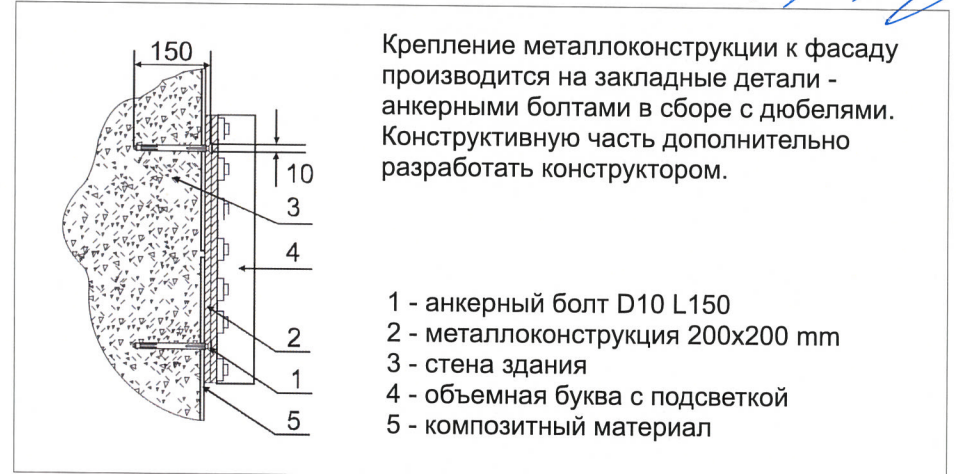 150
Крепление металлоконструкции к фасаду
производится на закладные детали -
анкерными болтами в сборе с дюбелями.
Конструктивную часть дополнительно
разработать конструктором.
10
3
4
2
1
5
1 - анкерный болт D10 L150
2 - металлоконструкция 200х200 mm
3 - стена здания
4 - объемная буква с подсветкой
5 - композитный материал